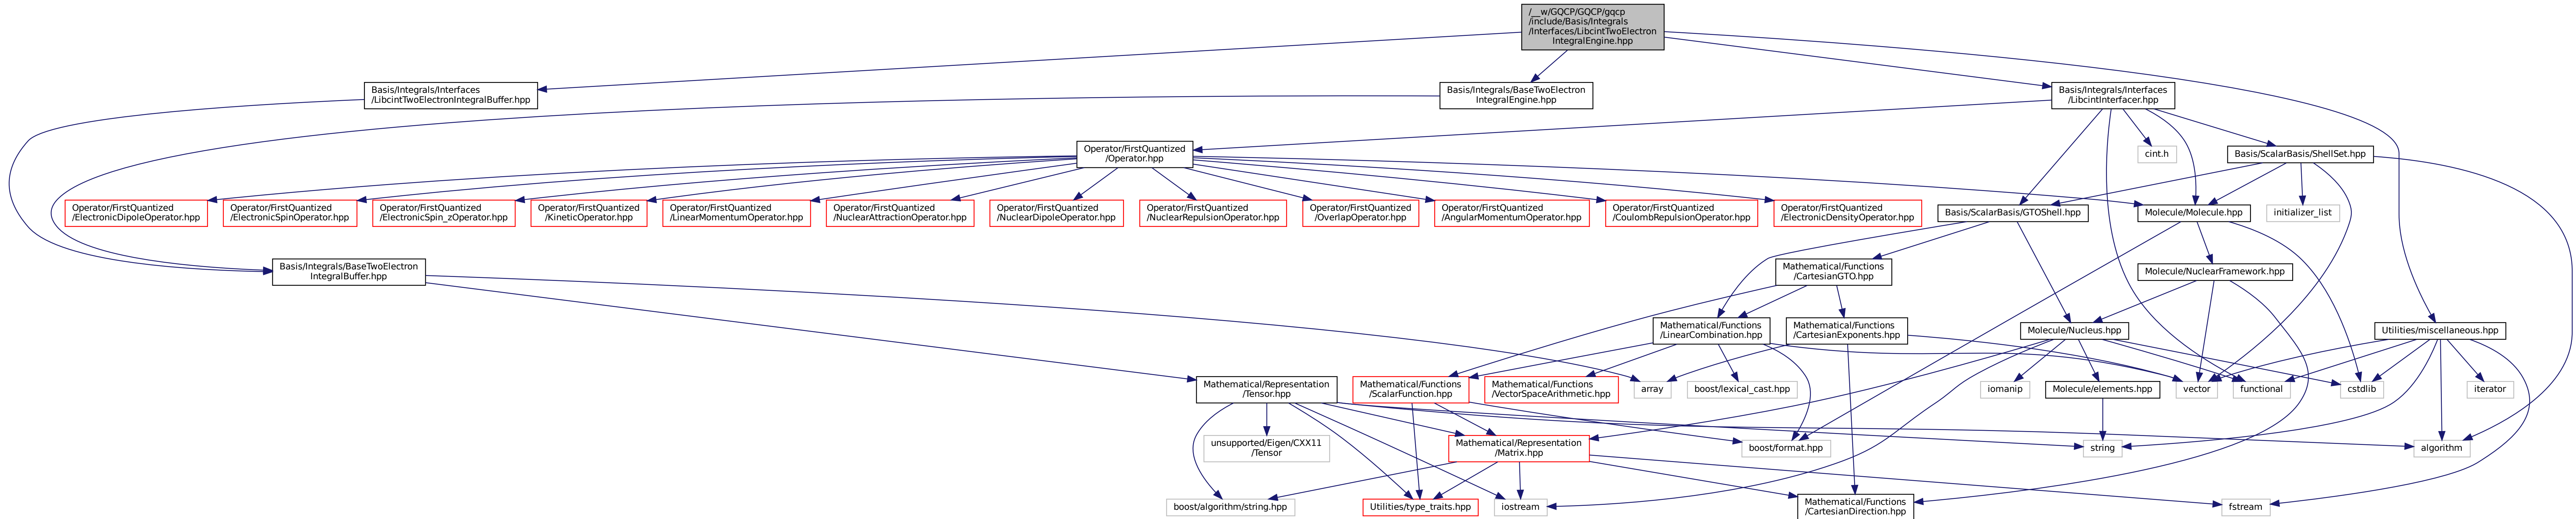 /__w/GQCP/GQCP/gqcp
/include/Basis/Integrals
/Interfaces/LibcintTwoElectron
IntegralEngine.hpp
Basis/Integrals/Interfaces
/LibcintTwoElectronIntegralBuffer.hpp
Basis/Integrals/BaseTwoElectron
IntegralEngine.hpp
Basis/Integrals/Interfaces
/LibcintInterfacer.hpp
Operator/FirstQuantized
/Operator.hpp
cint.h
Basis/ScalarBasis/ShellSet.hpp
Operator/FirstQuantized
/ElectronicDipoleOperator.hpp
Operator/FirstQuantized
/ElectronicSpinOperator.hpp
Operator/FirstQuantized
/ElectronicSpin_zOperator.hpp
Operator/FirstQuantized
/KineticOperator.hpp
Operator/FirstQuantized
/LinearMomentumOperator.hpp
Operator/FirstQuantized
/NuclearAttractionOperator.hpp
Operator/FirstQuantized
/NuclearDipoleOperator.hpp
Operator/FirstQuantized
/NuclearRepulsionOperator.hpp
Operator/FirstQuantized
/OverlapOperator.hpp
Operator/FirstQuantized
/AngularMomentumOperator.hpp
Operator/FirstQuantized
/CoulombRepulsionOperator.hpp
Operator/FirstQuantized
/ElectronicDensityOperator.hpp
Basis/ScalarBasis/GTOShell.hpp
Molecule/Molecule.hpp
initializer_list
Basis/Integrals/BaseTwoElectron
IntegralBuffer.hpp
Mathematical/Functions
/CartesianGTO.hpp
Molecule/NuclearFramework.hpp
Mathematical/Functions
/LinearCombination.hpp
Mathematical/Functions
/CartesianExponents.hpp
Molecule/Nucleus.hpp
Utilities/miscellaneous.hpp
Mathematical/Representation
/Tensor.hpp
Mathematical/Functions
/ScalarFunction.hpp
Mathematical/Functions
/VectorSpaceArithmetic.hpp
array
boost/lexical_cast.hpp
iomanip
Molecule/elements.hpp
vector
functional
cstdlib
iterator
unsupported/Eigen/CXX11
/Tensor
Mathematical/Representation
/Matrix.hpp
boost/format.hpp
string
algorithm
boost/algorithm/string.hpp
Utilities/type_traits.hpp
iostream
Mathematical/Functions
/CartesianDirection.hpp
fstream